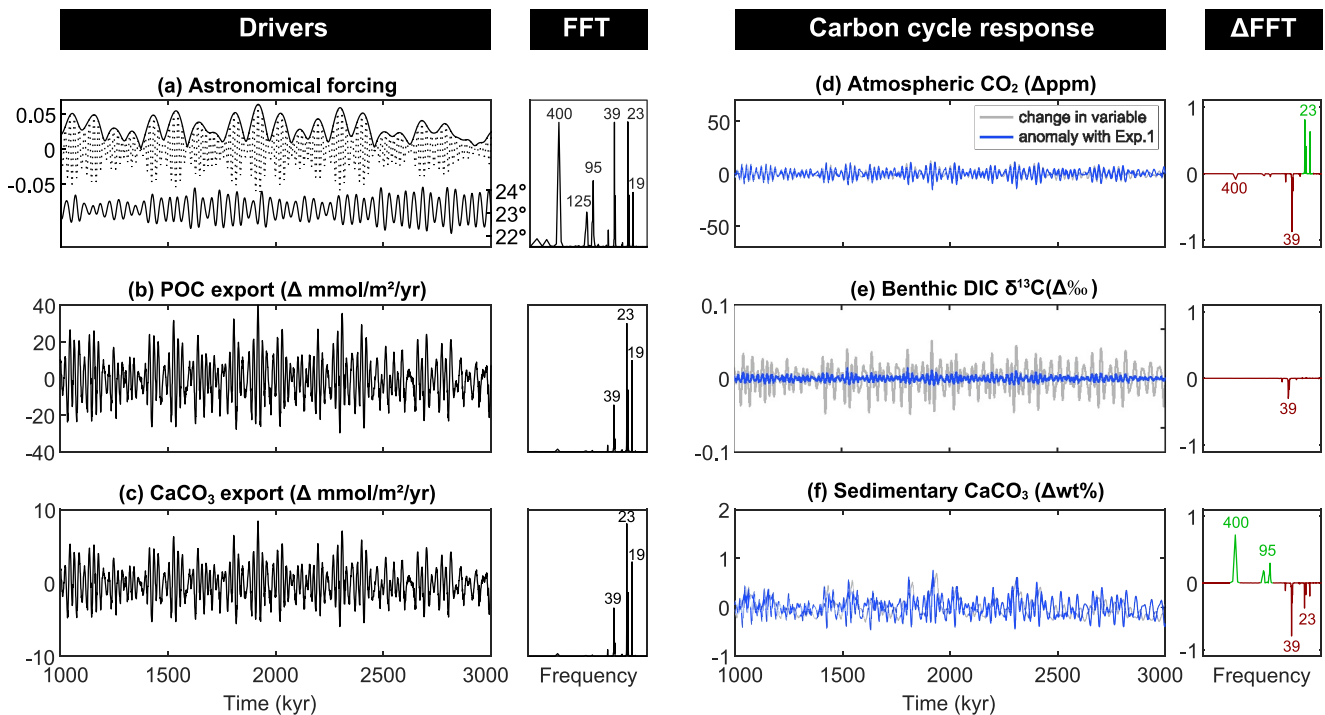 Drivers
FFT
Carbon cycle response
ΔFFT
(a) Astronomical forcing
0.05
0
-0.05
24°
23°
22°
400
125
95
39
23
19
(d) Atmospheric CO₂ (Δppm)
50
0
-50
change in variable
anomaly with Exp.1
1
0
-1
23
400
39
(b) POC export (Δ mmol/m²/yr)
40
20
0
-20
-40
23
19
39
(e) Benthic DIC δ¹³C(Δ‰)
0.1
0
-0.1
1
0
-1
39
(c) CaCO₃ export (Δ mmol/m²/yr)
10
0
-10
1000 1500 2000 2500 3000
Time (kyr)
23
19
39
Frequency
(f) Sedimentary CaCO₃ (Δwt%)
2
1
0
-1
1000 1500 2000 2500 3000
Time (kyr)
1
0
-1
400
95
23
39
Frequency